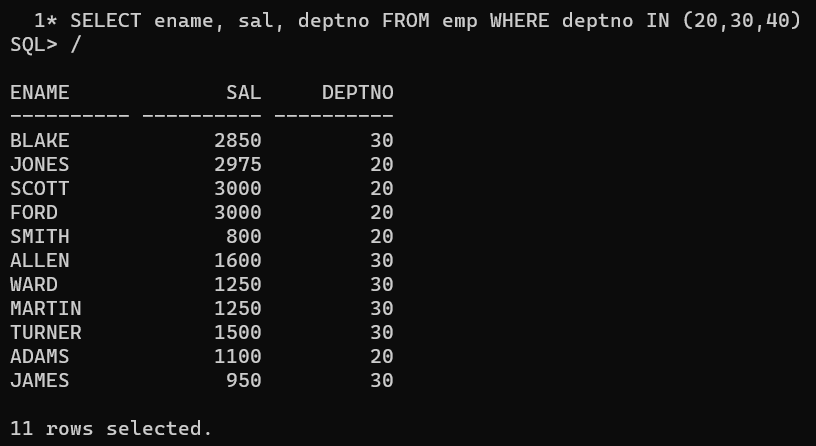 1* SELECT ename, sal, deptno FROM emp WHERE deptno IN (20,30,40)
SQL> /

ENAME             SAL     DEPTNO
---------- ---------- ----------
BLAKE            2850         30
JONES            2975         20
SCOTT            3000         20
FORD             3000         20
SMITH             800         20
ALLEN            1600         30
WARD             1250         30
MARTIN           1250         30
TURNER           1500         30
ADAMS            1100         20
JAMES             950         30

11 rows selected.